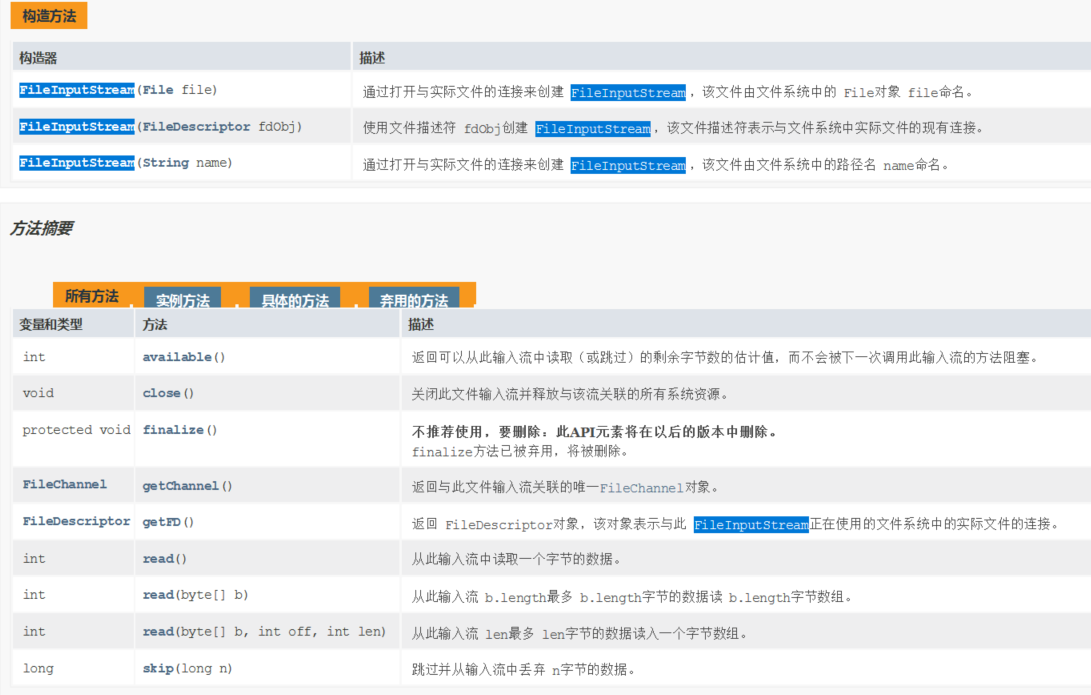 构造方法
构造器 描述
FileInputStream(File file) 通过打开与实际文件的连接来创建 FileInputStream ，该文件由文件系统中的 File对象 file命名。
FileInputStream(FileDescriptor fdObj) 使用文件描述符 fdObj创建 FileInputStream ，该文件描述符表示与文件系统中实际文件的现有连接。
FileInputStream(String name) 通过打开与实际文件的连接来创建 FileInputStream ，该文件由文件系统中的路径名 name命名。
方法摘要
所有方法 实例方法 具体的方法 弃用的方法
变量和类型 方法 描述
int available() 返回可以从此输入流中读取（或跳过）的剩余字节数的估计值，而不会被下一次调用此输入流的方法阻塞。
void close() 关闭此文件输入流并释放与该流关联的所有系统资源。
protected void finalize() 不推荐使用，要删除：此API元素将在以后的版本中删除。
finalize方法已被弃用，将被删除。
FileChannel getChannel() 返回与此文件输入流关联的唯一FileChannel对象。
FileDescriptor getFD() 返回 FileDescriptor对象，该对象表示与此 FileInputStream正在使用的文件系统中的实际文件的连接。
int read() 从此输入流中读取一个字节的数据。
int read(byte[] b) 从此输入流 b.length最多 b.length字节的数据读 b.length字节数组。
int read(byte[] b, int off, int len) 从此输入流 len最多 len字节的数据读入一个字节数组。
long skip(long n) 跳过并从输入流中丢弃 n字节的数据。